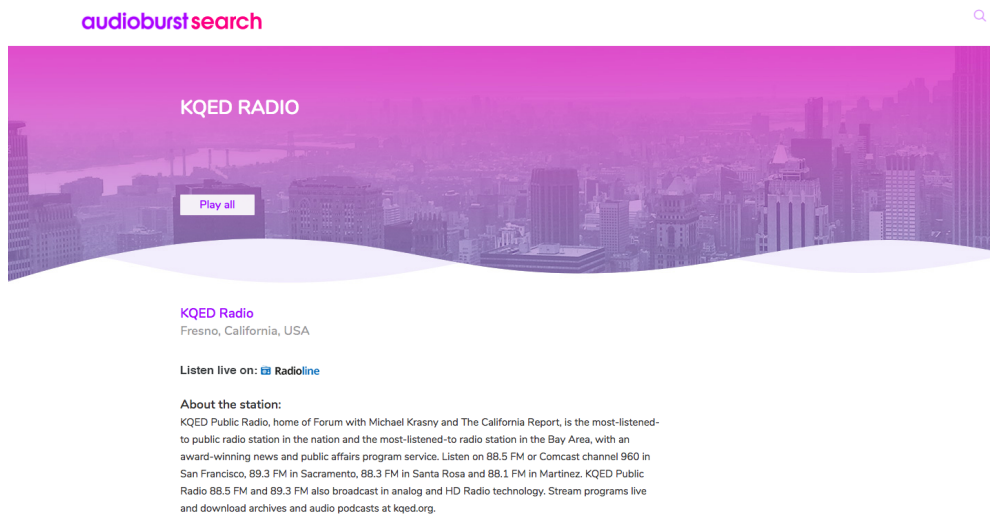 audioburst search
KQED RADIO
Play all
KQED Radio
Fresno, California, USA
Listen live on: Radioline
About the station:
KQED Public Radio, home of Forum with Michael Krasny and The California Report, is the most-listened-
to public radio station in the nation and the most-listened-to radio station in the Bay Area, with an
award-winning news and public affairs program service. Listen on 88.5 FM or Comcast channel 960 in
San Francisco, 89.3 FM in Sacramento, 88.3 FM in Santa Rosa and 88.1 FM in Martinez. KQED Public
Radio 88.5 FM and 89.3 FM also broadcast in analog and HD Radio technology. Stream programs live
and download archives and audio podcasts at kqed.org.